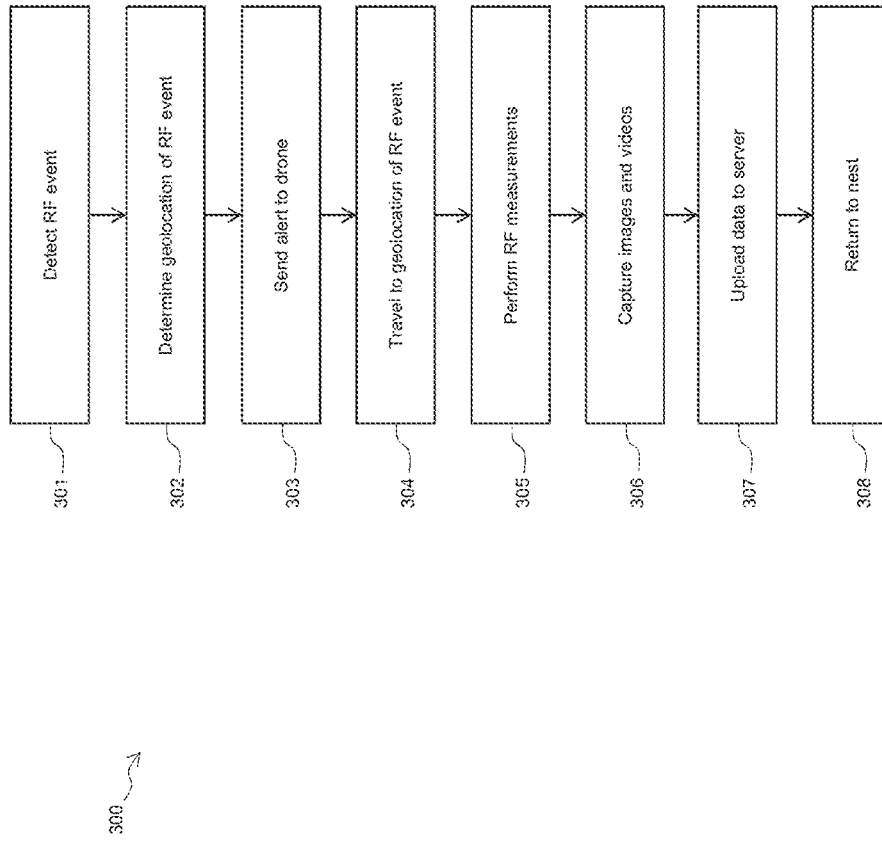 300
301
Detect RF event
302
Determine geolocation of RF event
303
Send alert to drone
304
Travel to geolocation of RF event
305
Perform RF measurements
306
Capture images and videos
307
Upload data to server
308
Return to nest